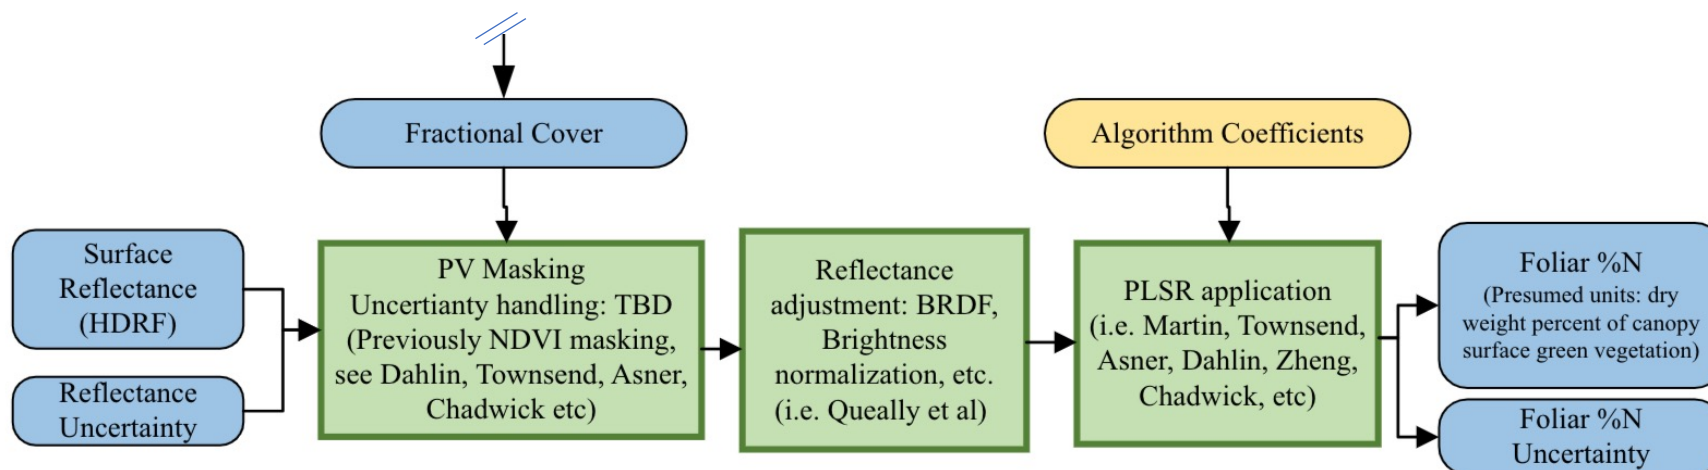 Fractional Cover
Algorithm Coefficients
Surface
Reflectance
(HDRF)
Reflectance
Uncertainty
PV Masking
Uncertianty handling: TBD
(Previously NDVI masking,
see Dahlin, Townsend, Asner,
Chadwick etc)
Reflectance
adjustment: BRDF,
Brightness
normalization, etc.
(i.e. Queally et al)
PLSR application
(i.e. Martin, Townsend,
Asner, Dahlin, Zheng,
Chadwick, etc)
Foliar %N
(Presumed units: dry
weight percent of canopy
surface green vegetation)
Foliar %N
Uncertainty